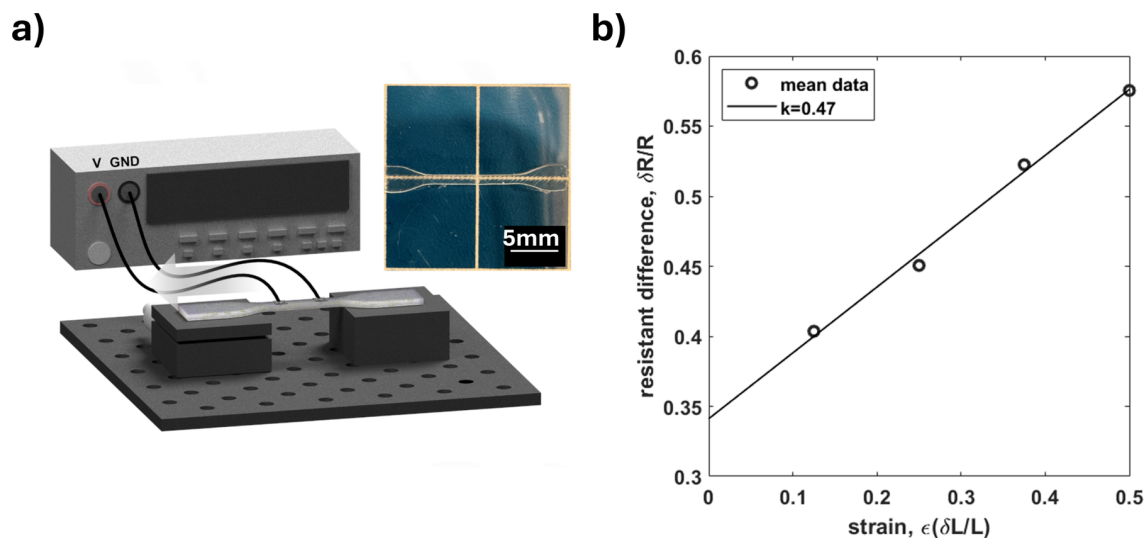 a)
V GND
5mm
b)
resistant difference, δR/R
0.6
0.55
0.5
0.45
0.4
0.35
0.3
mean data
k=0.47
0
0.1
0.2
0.3
0.4
0.5
strain, ϵ(δL/L)